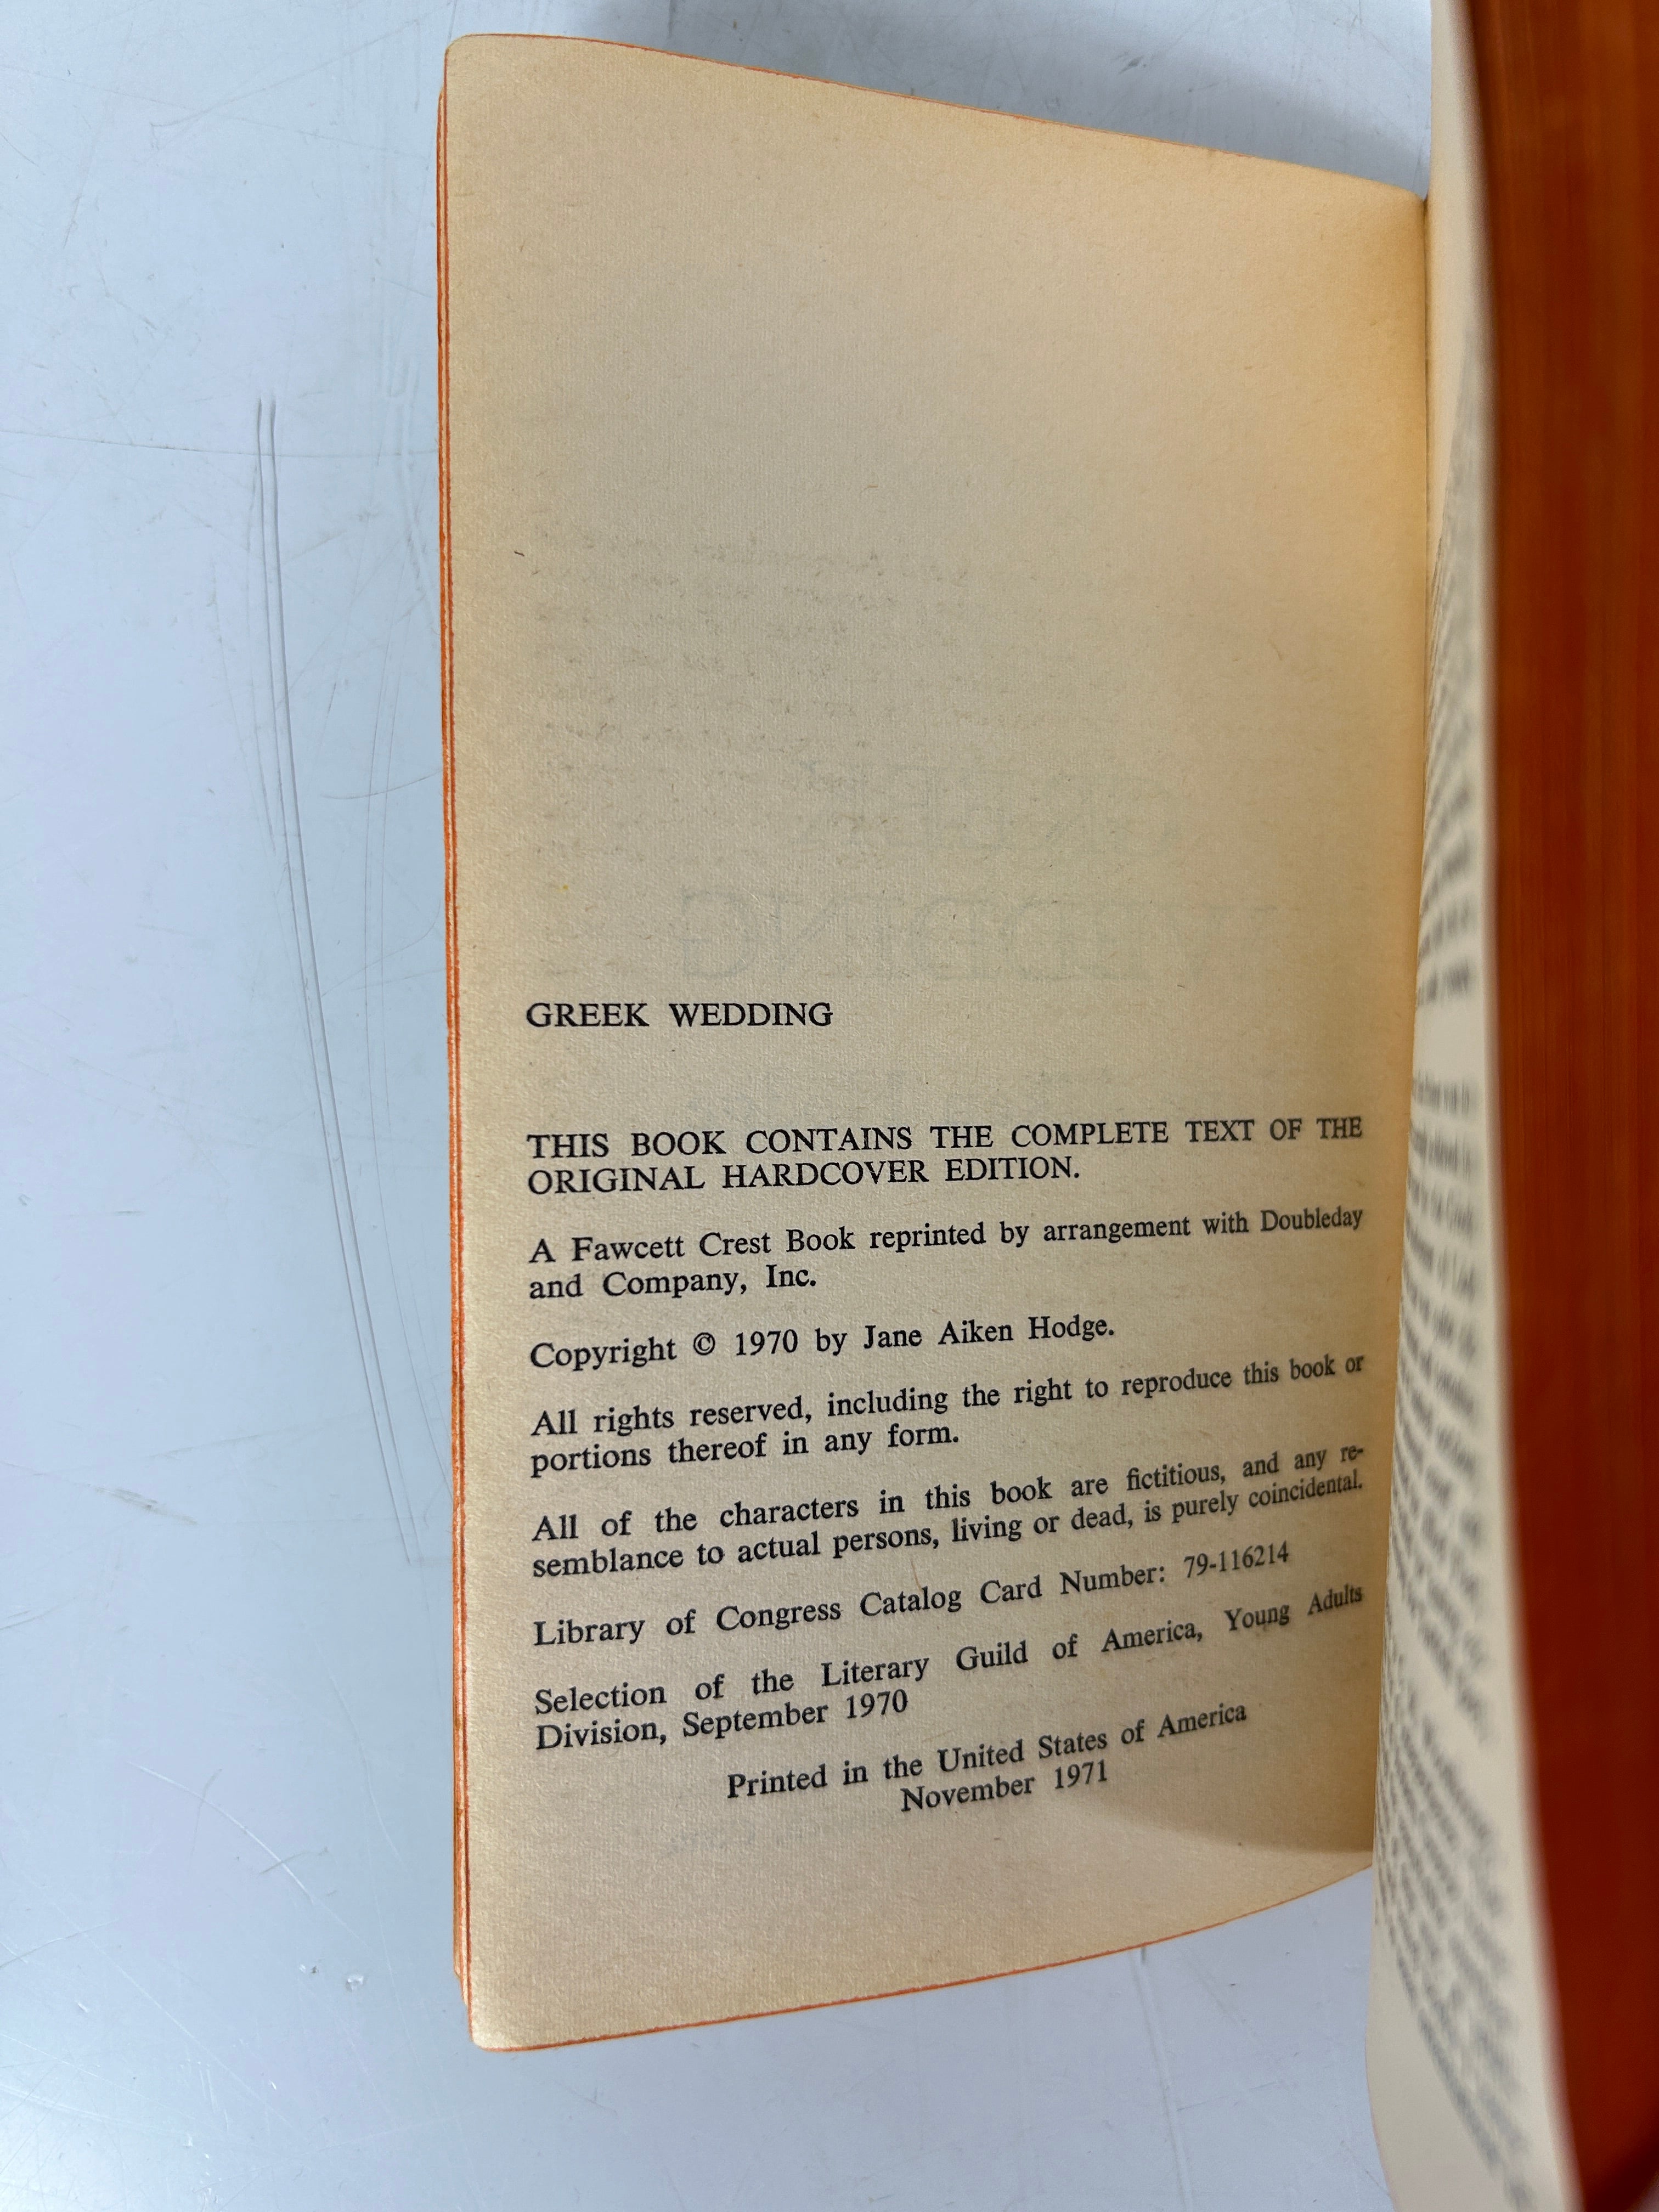 GREEK WEDDING
THIS BOOK CONTAINS THE COMPLETE TEXT OF THE
ORIGINAL HARDCOVER EDITION.
A Fawcett Crest Book reprinted by arrangement with Doubleday
and Company, Inc.
Copyright © 1970 by Jane Aiken Hodge.
All rights reserved, including the right to reproduce this book or
portions thereof in any form.
All of the characters in this book are fictitious, and any re-
semblance to actual persons, living or dead, is purely coincidental.
Library of Congress Catalog Card Number: 79-116214
Selection of the Literary Guild of America, Young Adults
Division, September 1970
Printed in the United States of America
November 1971